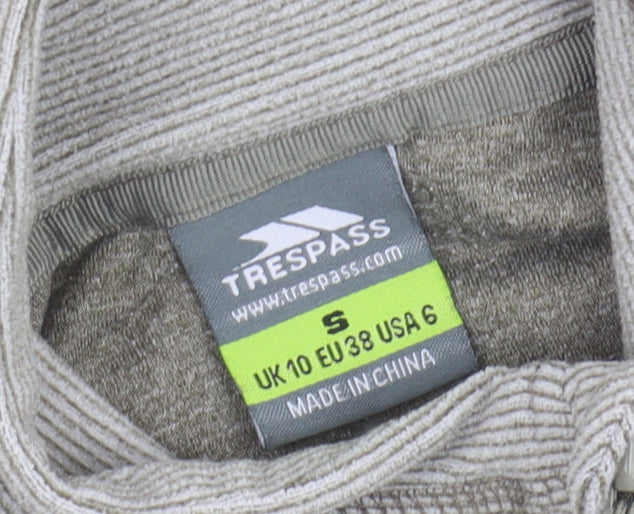 TRESPASS
www.trespass.com
S
UK 10 EU 38 USA 6
MADE IN CHINA